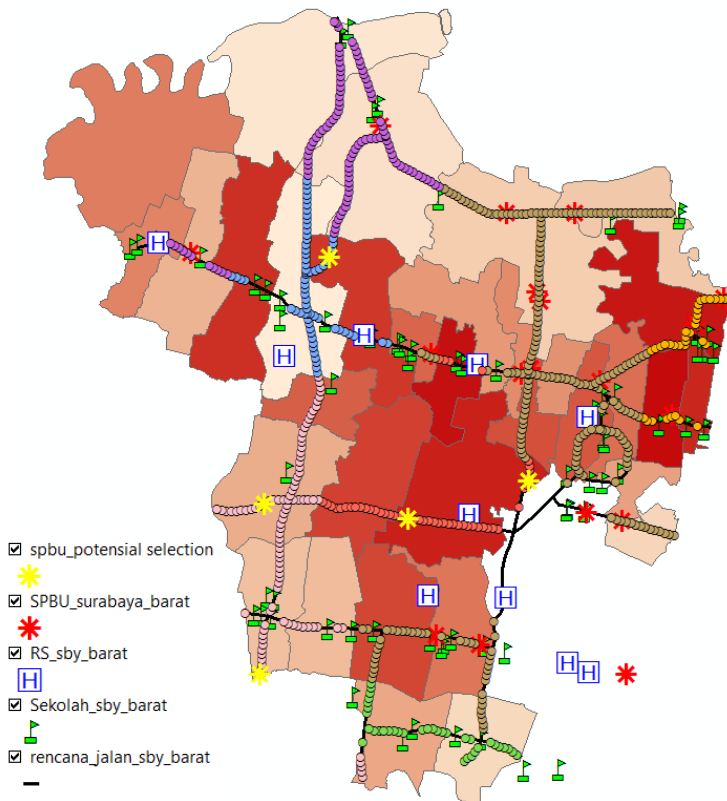 H
H
H
H
H
H
H
H
H
H
spbu_potensial selection
SPBU_surabaya_barat
RS_sby_barat
H
Sekolah_sby_barat
rencana_jalan_sby_barat